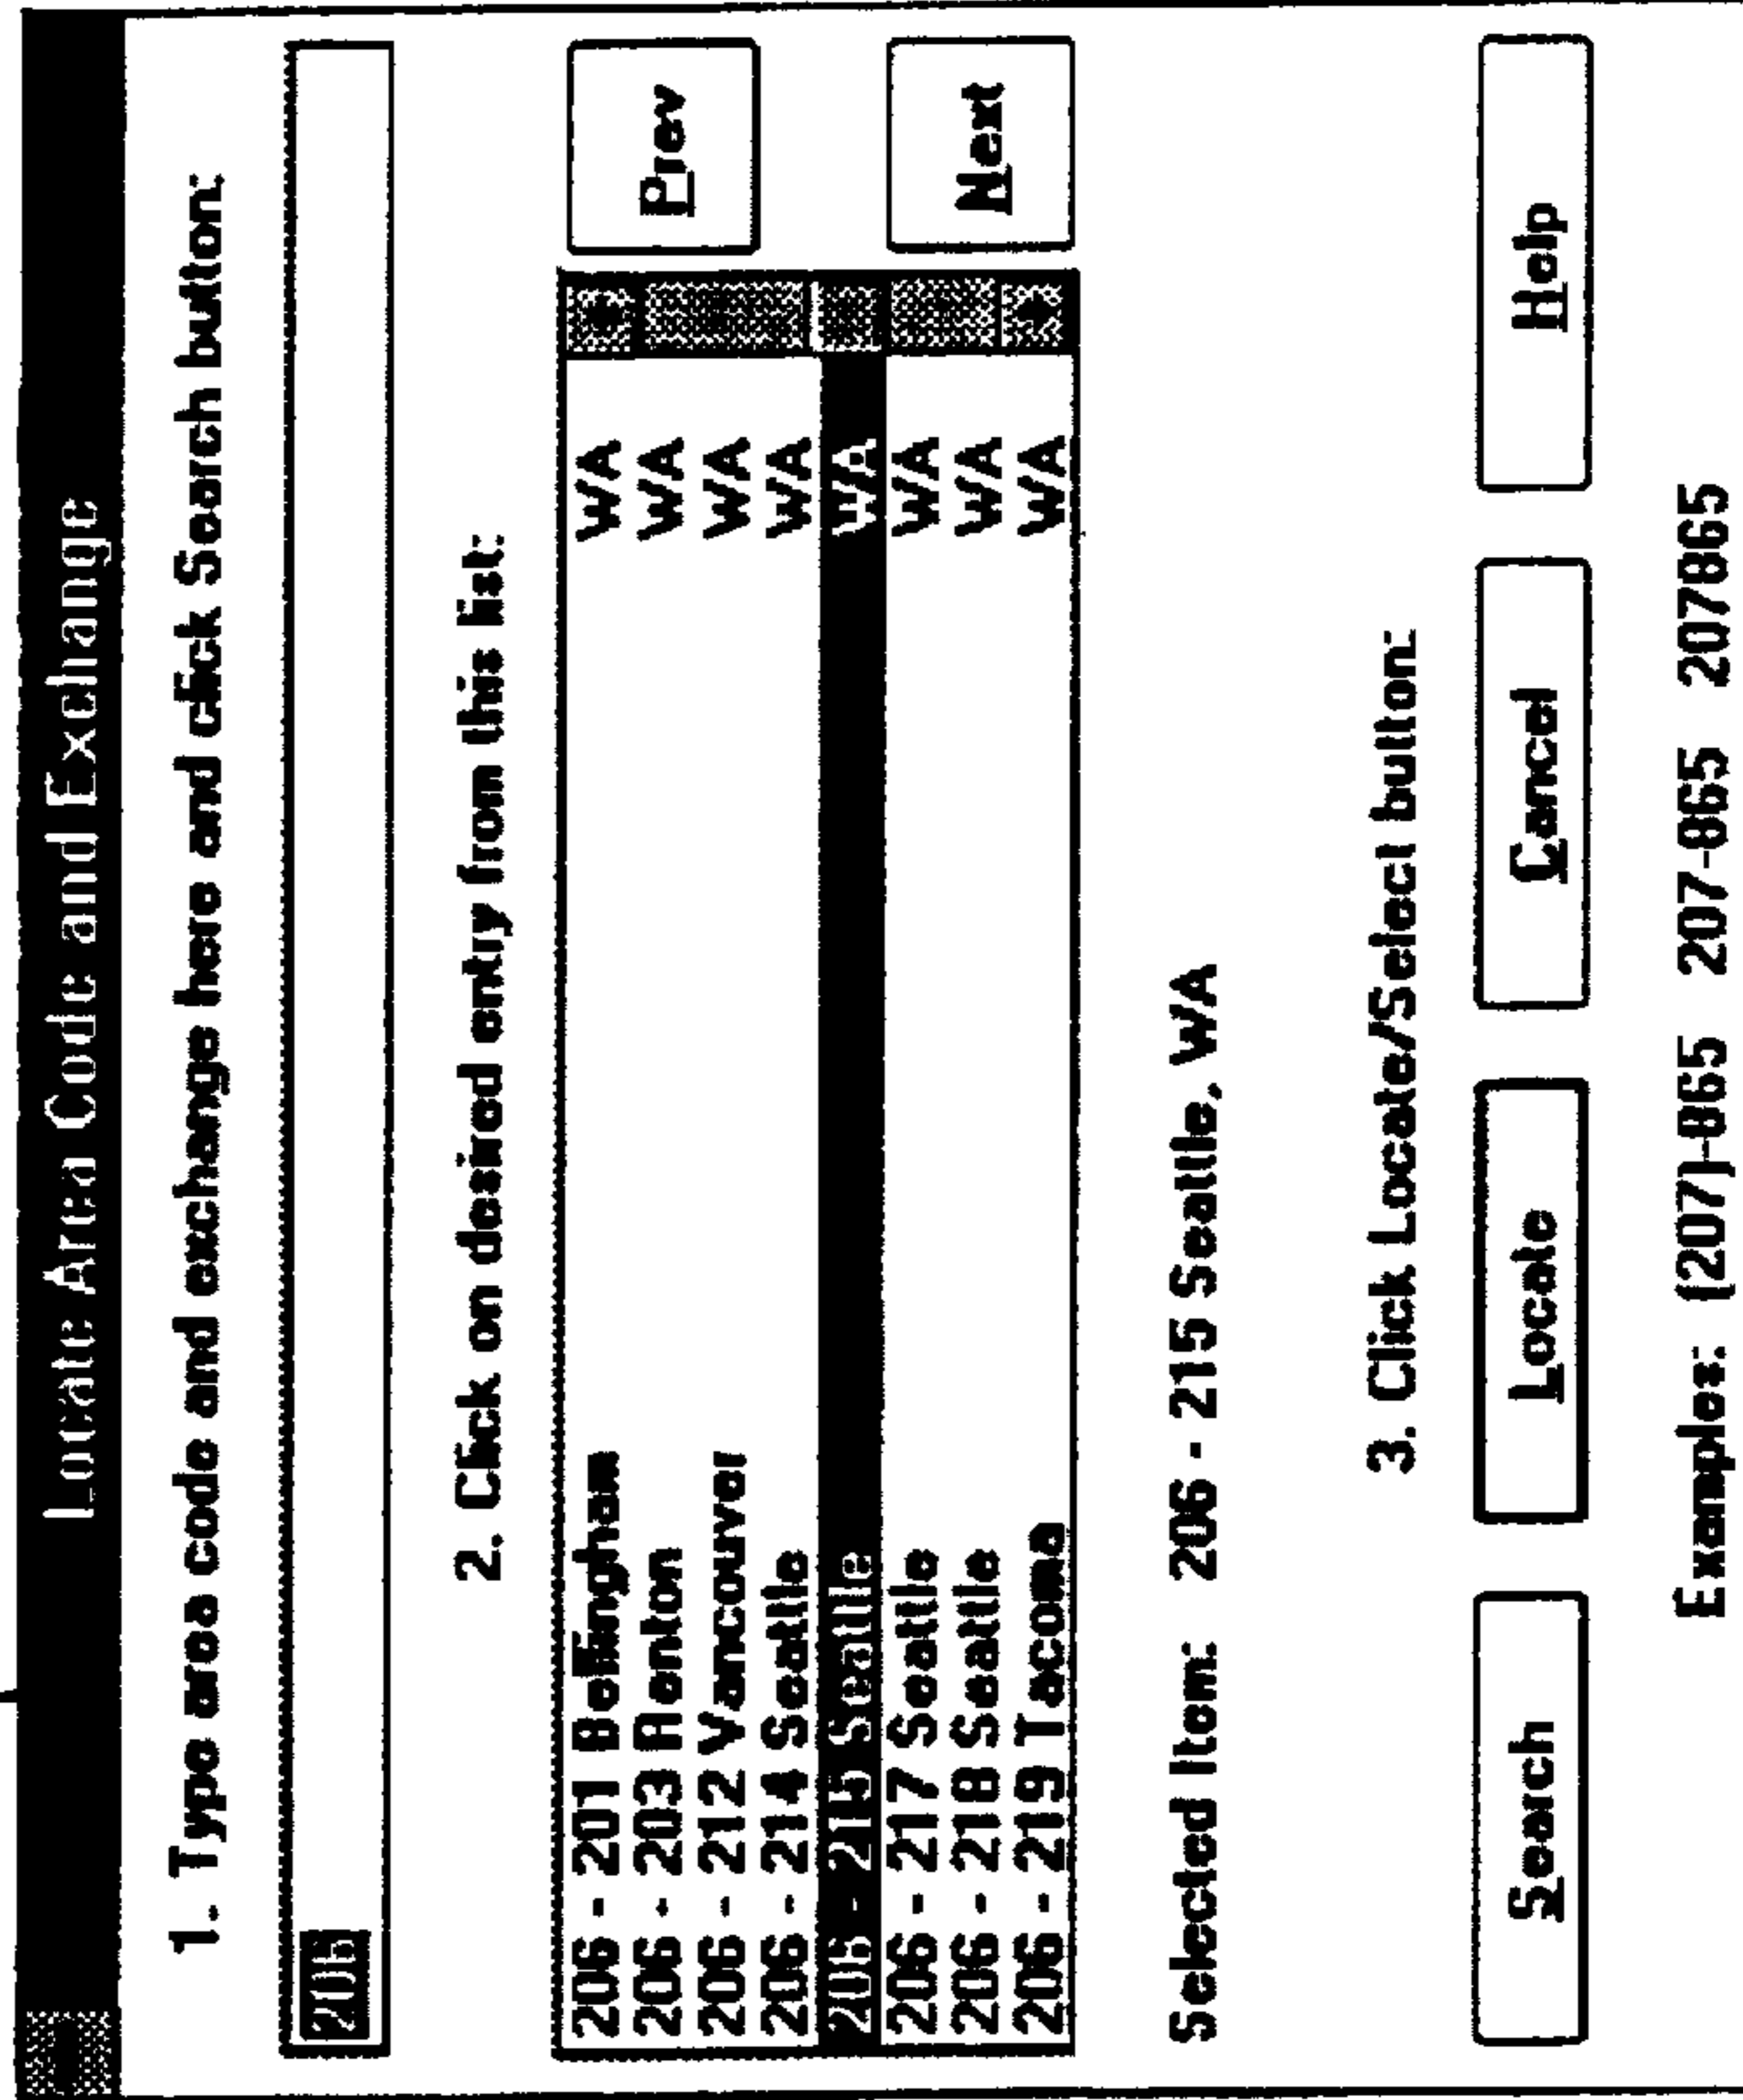 Locate Area Code and Exchange
1. Type area code and exchange here and click Search button:
206
2. Click on desired entry from this list:
206 - 201 Bellingham WA
206 - 203 Renton WA
206 - 212 Vancouver WA
206 - 214 Seattle WA
206 - 215 Seattle WA
206 - 217 Seattle WA
206 - 218 Seattle WA
206 - 219 Tacoma WA
Prev
Next
Selected Item: 206 - 215 Seattle, WA
3. Click Locate/Select button:
Search Locate Cancel Help
Examples: (207)-865 207-865 207865